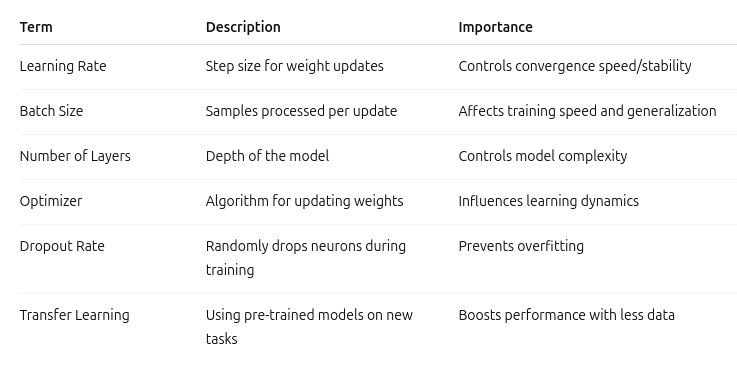 Term Description Importance
Learning Rate Step size for weight updates Controls convergence speed/stability
Batch Size Samples processed per update Affects training speed and generalization
Number of Layers Depth of the model Controls model complexity
Optimizer Algorithm for updating weights Influences learning dynamics
Dropout Rate Randomly drops neurons during Prevents overfitting
training
Transfer Learning Using pre-trained models on new Boosts performance with less data
tasks